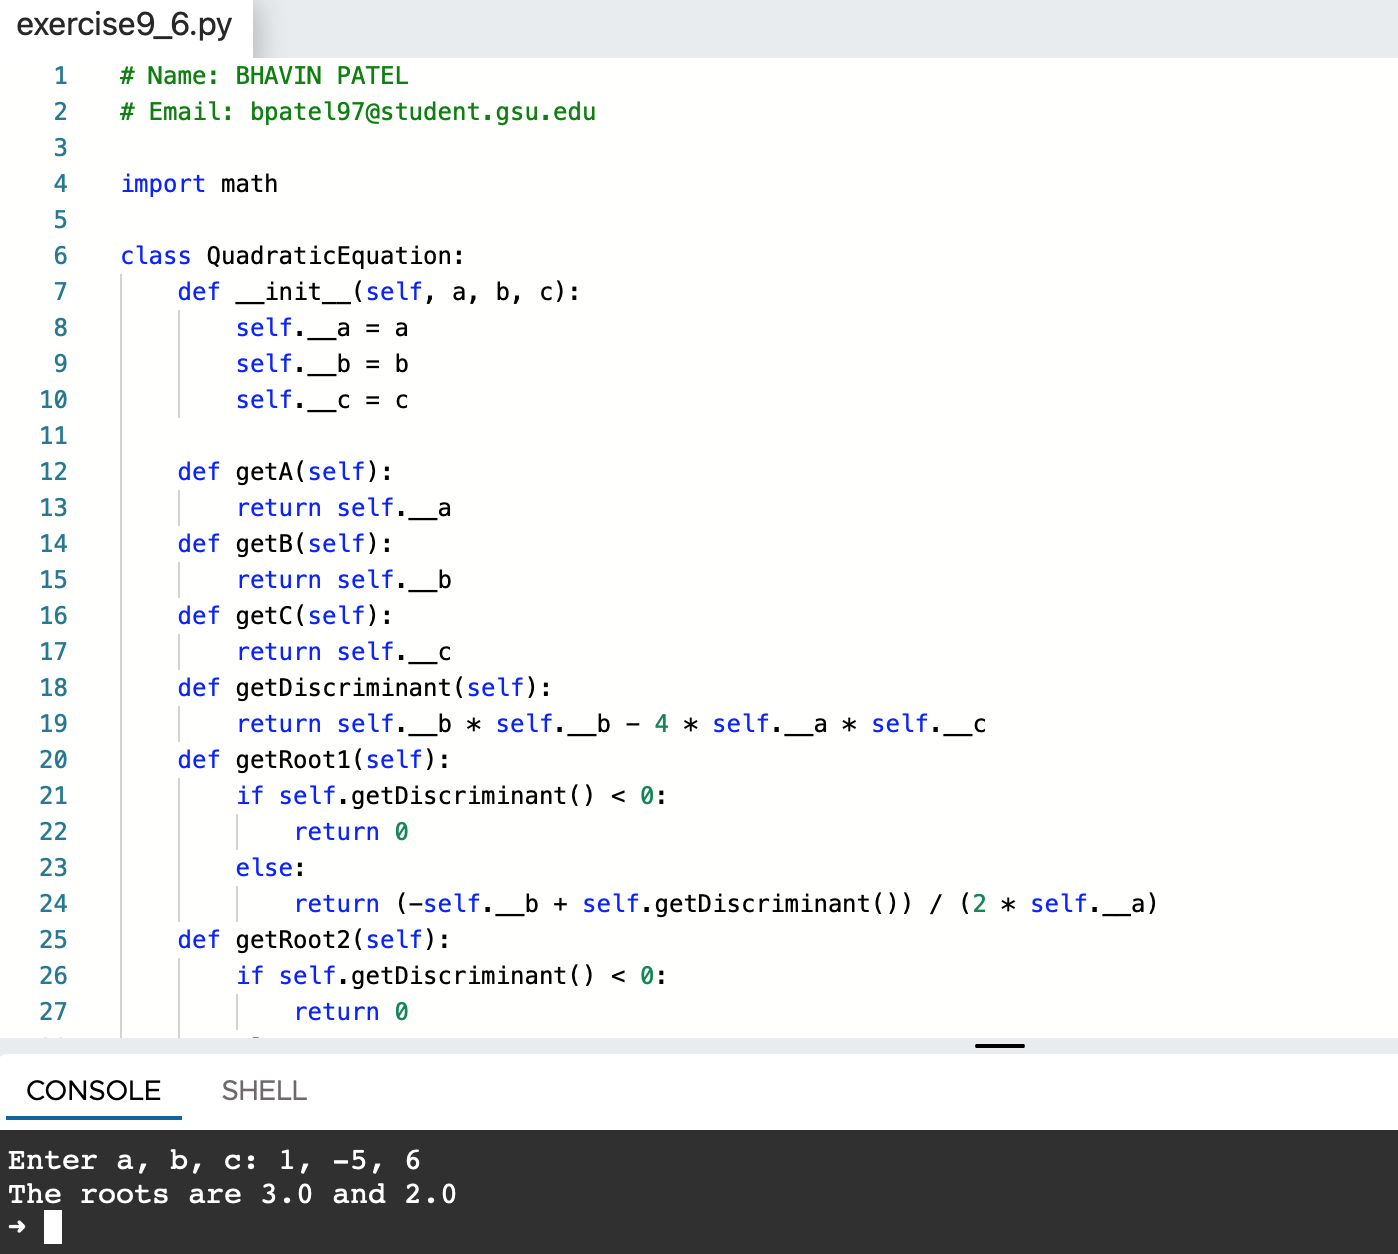 exercise9_6.py
1 # Name: BHAVIN PATEL
2 # Email: bpatel97@student.gsu.edu
3
4 import math
5
6 class QuadraticEquation:
7     def __init__(self, a, b, c):
8         self.__a = a
9         self.__b = b
10         self.__c = c
11
12     def getA(self):
13         return self.__a
14     def getB(self):
15         return self.__b
16     def getC(self):
17         return self.__c
18     def getDiscriminant(self):
19         return self.__b * self.__b - 4 * self.__a * self.__c
20     def getRoot1(self):
21         if self.getDiscriminant() < 0:
22             return 0
23         else:
24             return (-self.__b + self.getDiscriminant()) / (2 * self.__a)
25     def getRoot2(self):
26         if self.getDiscriminant() < 0:
27             return 0
CONSOLE SHELL
Enter a, b, c: 1, -5, 6
The roots are 3.0 and 2.0
➜